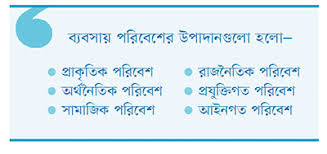 ব্যবসায় পরিবেশের উপাদানগুলো হলো–
● প্রাকৃতিক পরিবেশ ● রাজনৈতিক পরিবেশ
● অর্থনৈতিক পরিবেশ ● প্রযুক্তিগত পরিবেশ
● সামাজিক পরিবেশ ● আইনগত পরিবেশ